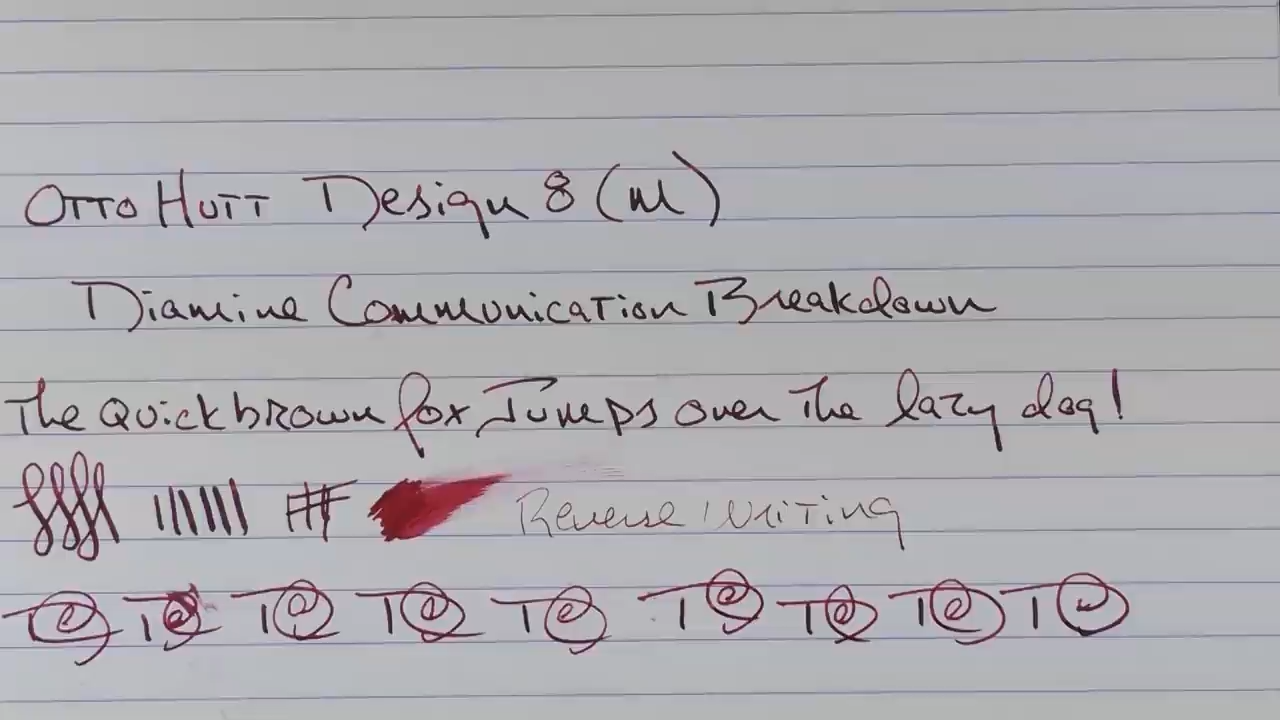 OTTO HUTT Design 8 (M)
Diamine Communication Breakdown
The Quick brown fox Jumps over The lazy dog!
Reverse Writing